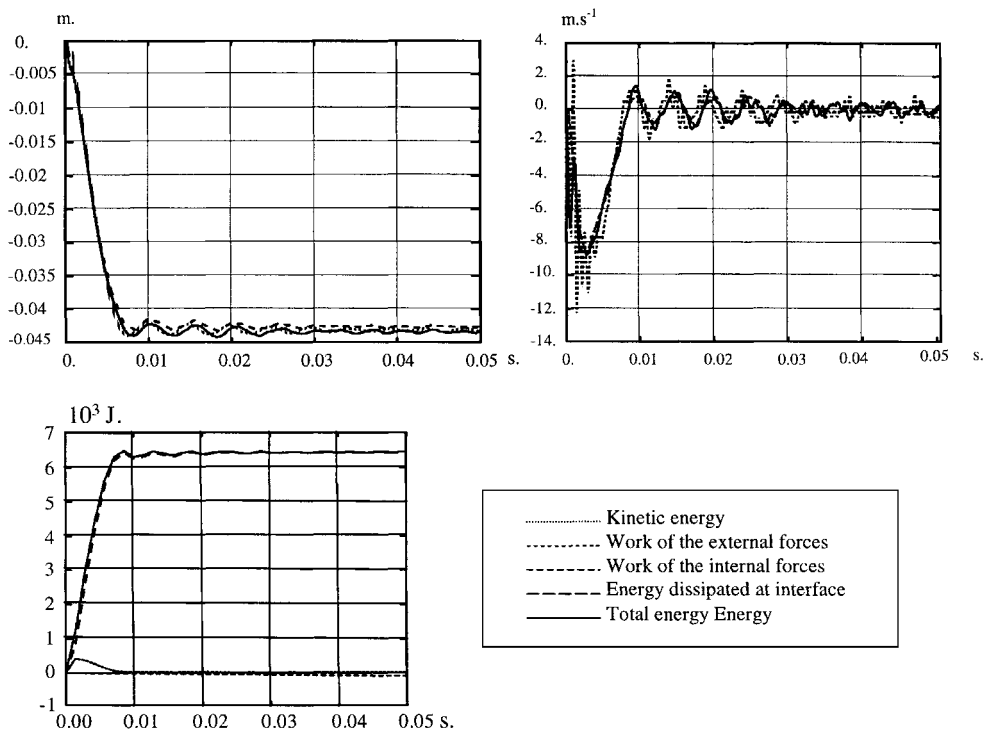 m.
0.
-0.005
-0.01
-0.015
-0.02
-0.025
-0.03
-0.035
-0.04
-0.045
0. 0.01 0.02 0.03 0.04 0.05 s.
m.s-1
4.
2.
0.
-2.
-4.
-6.
-8.
-10.
-12.
-14.
0. 0.01 0.02 0.03 0.04 0.05 s.
10³ J.
7
6
5
4
3
2
1
0
-1
0.00 0.01 0.02 0.03 0.04 0.05 s.
Kinetic energy
Work of the external forces
Work of the internal forces
Energy dissipated at interface
Total energy Energy